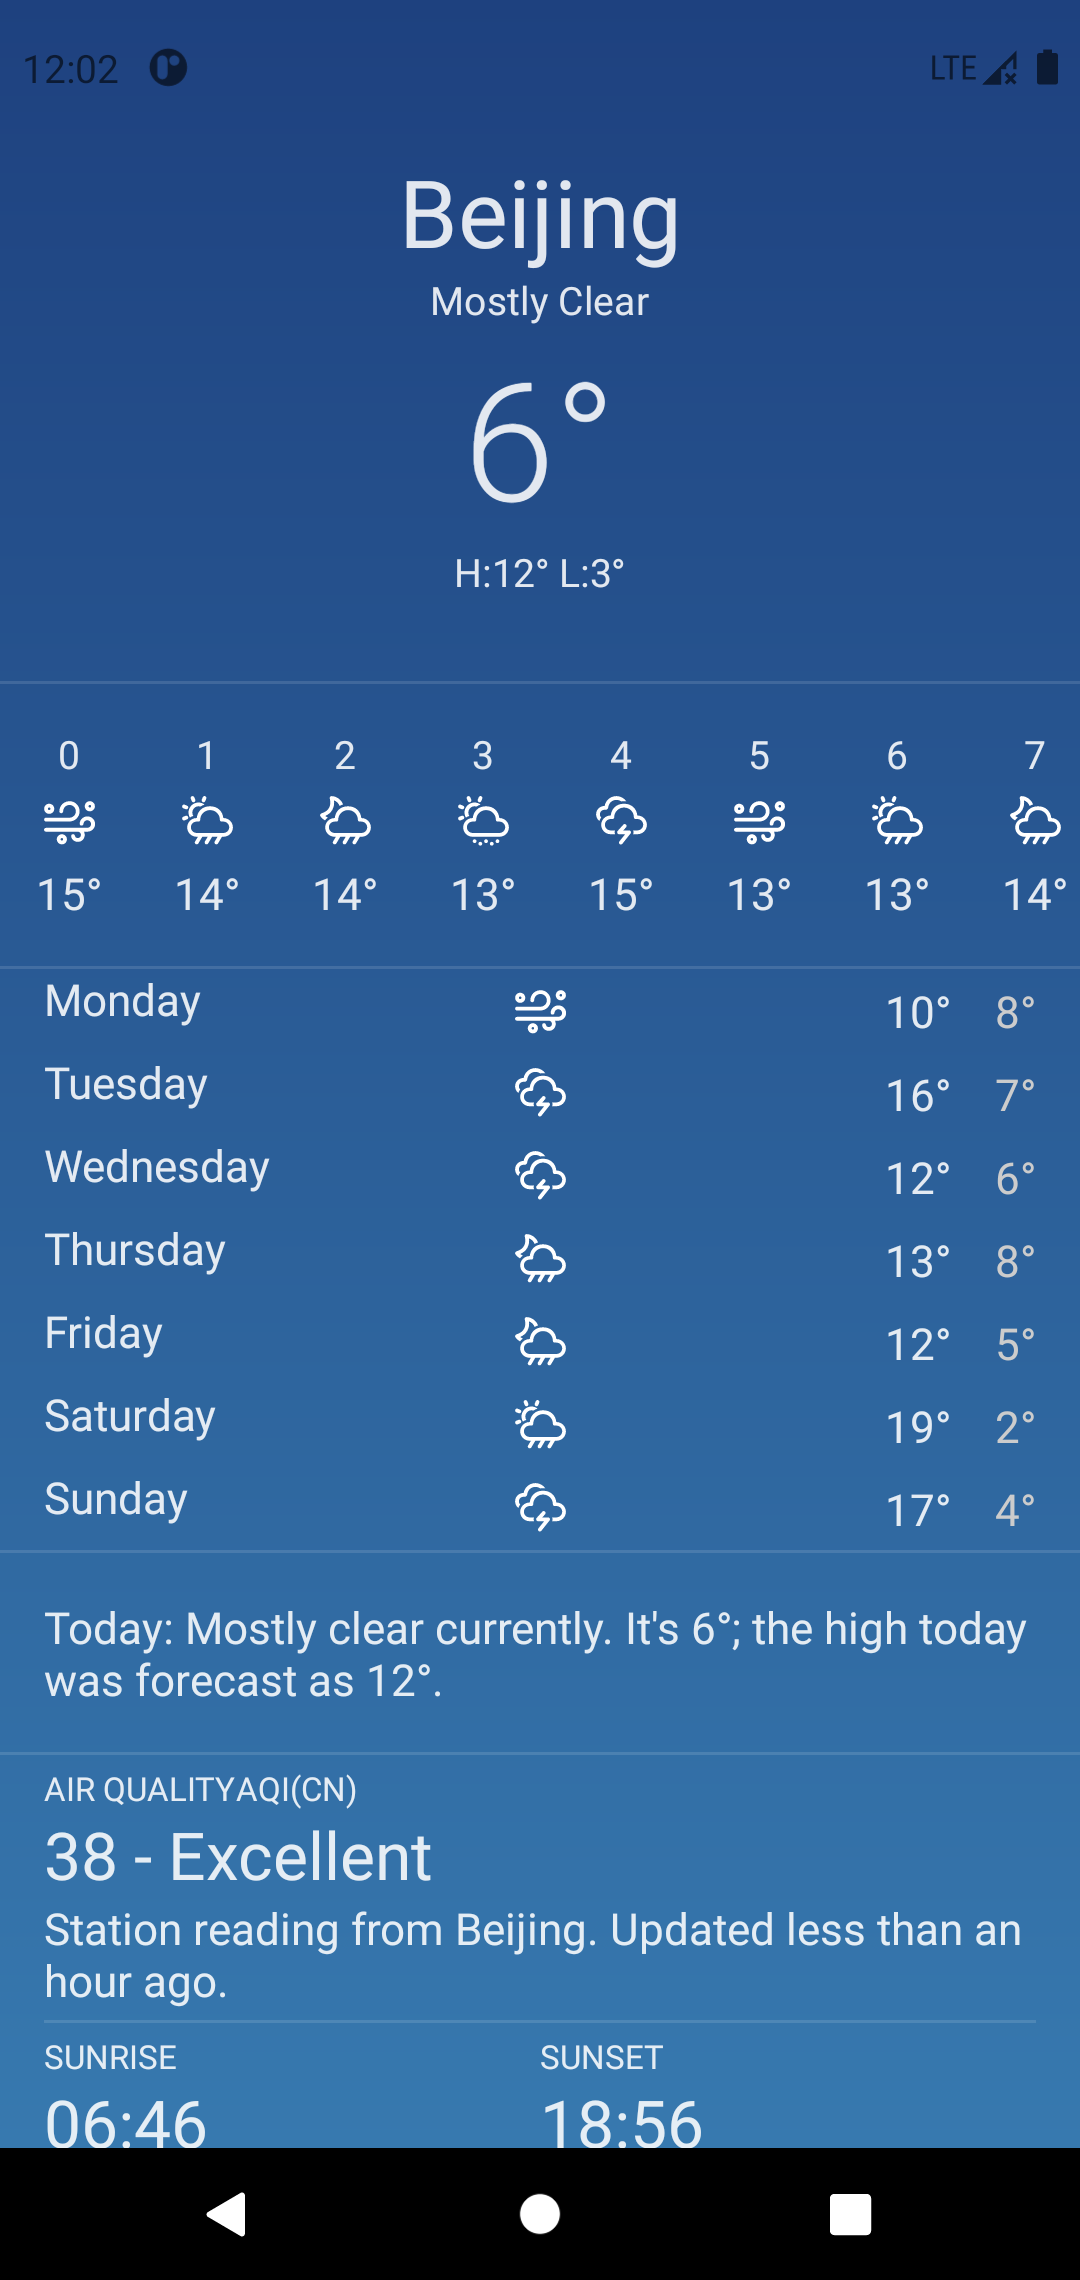 12:02
LTE
Beijing
Mostly Clear
6°
H:12° L:3°
0 1 2 3 4 5 6 7
15° 14° 14° 13° 15° 13° 13° 14°
Monday 10° 8°
Tuesday 16° 7°
Wednesday 12° 6°
Thursday 13° 8°
Friday 12° 5°
Saturday 19° 2°
Sunday 17° 4°
Today: Mostly clear currently. It's 6°; the high today
was forecast as 12°.
AIR QUALITYAQI(CN)
38 - Excellent
Station reading from Beijing. Updated less than an
hour ago.
SUNRISE SUNSET
06:46 18:56